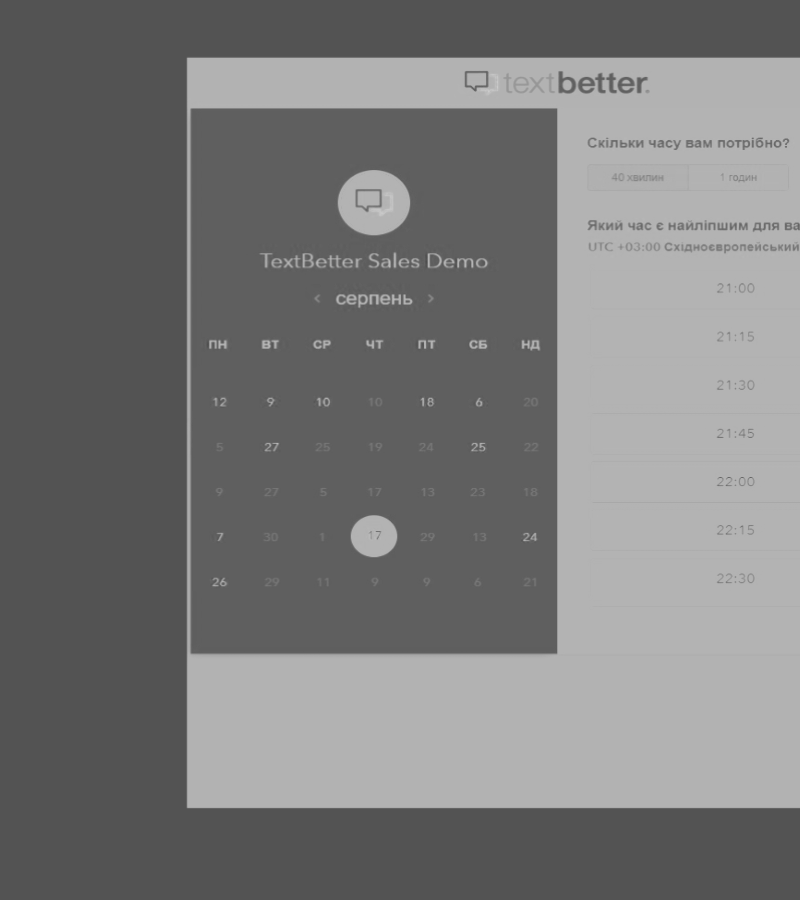 textbetter.
TextBetter Sales Demo
‹ серпень ›
ПН ВТ СР ЧТ ПТ СБ НД
12 9 10 10 18 6 20
5 27 25 19 24 25 22
9 27 5 17 13 23 18
7 30 1 17 29 13 24
26 29 11 9 9 6 21
Скільки часу вам потрібно?
40 хвилин 1 годин
Який час є найліпшим для ва
UTC +03:00 Східноєвропейський
21:00
21:15
21:30
21:45
22:00
22:15
22:30